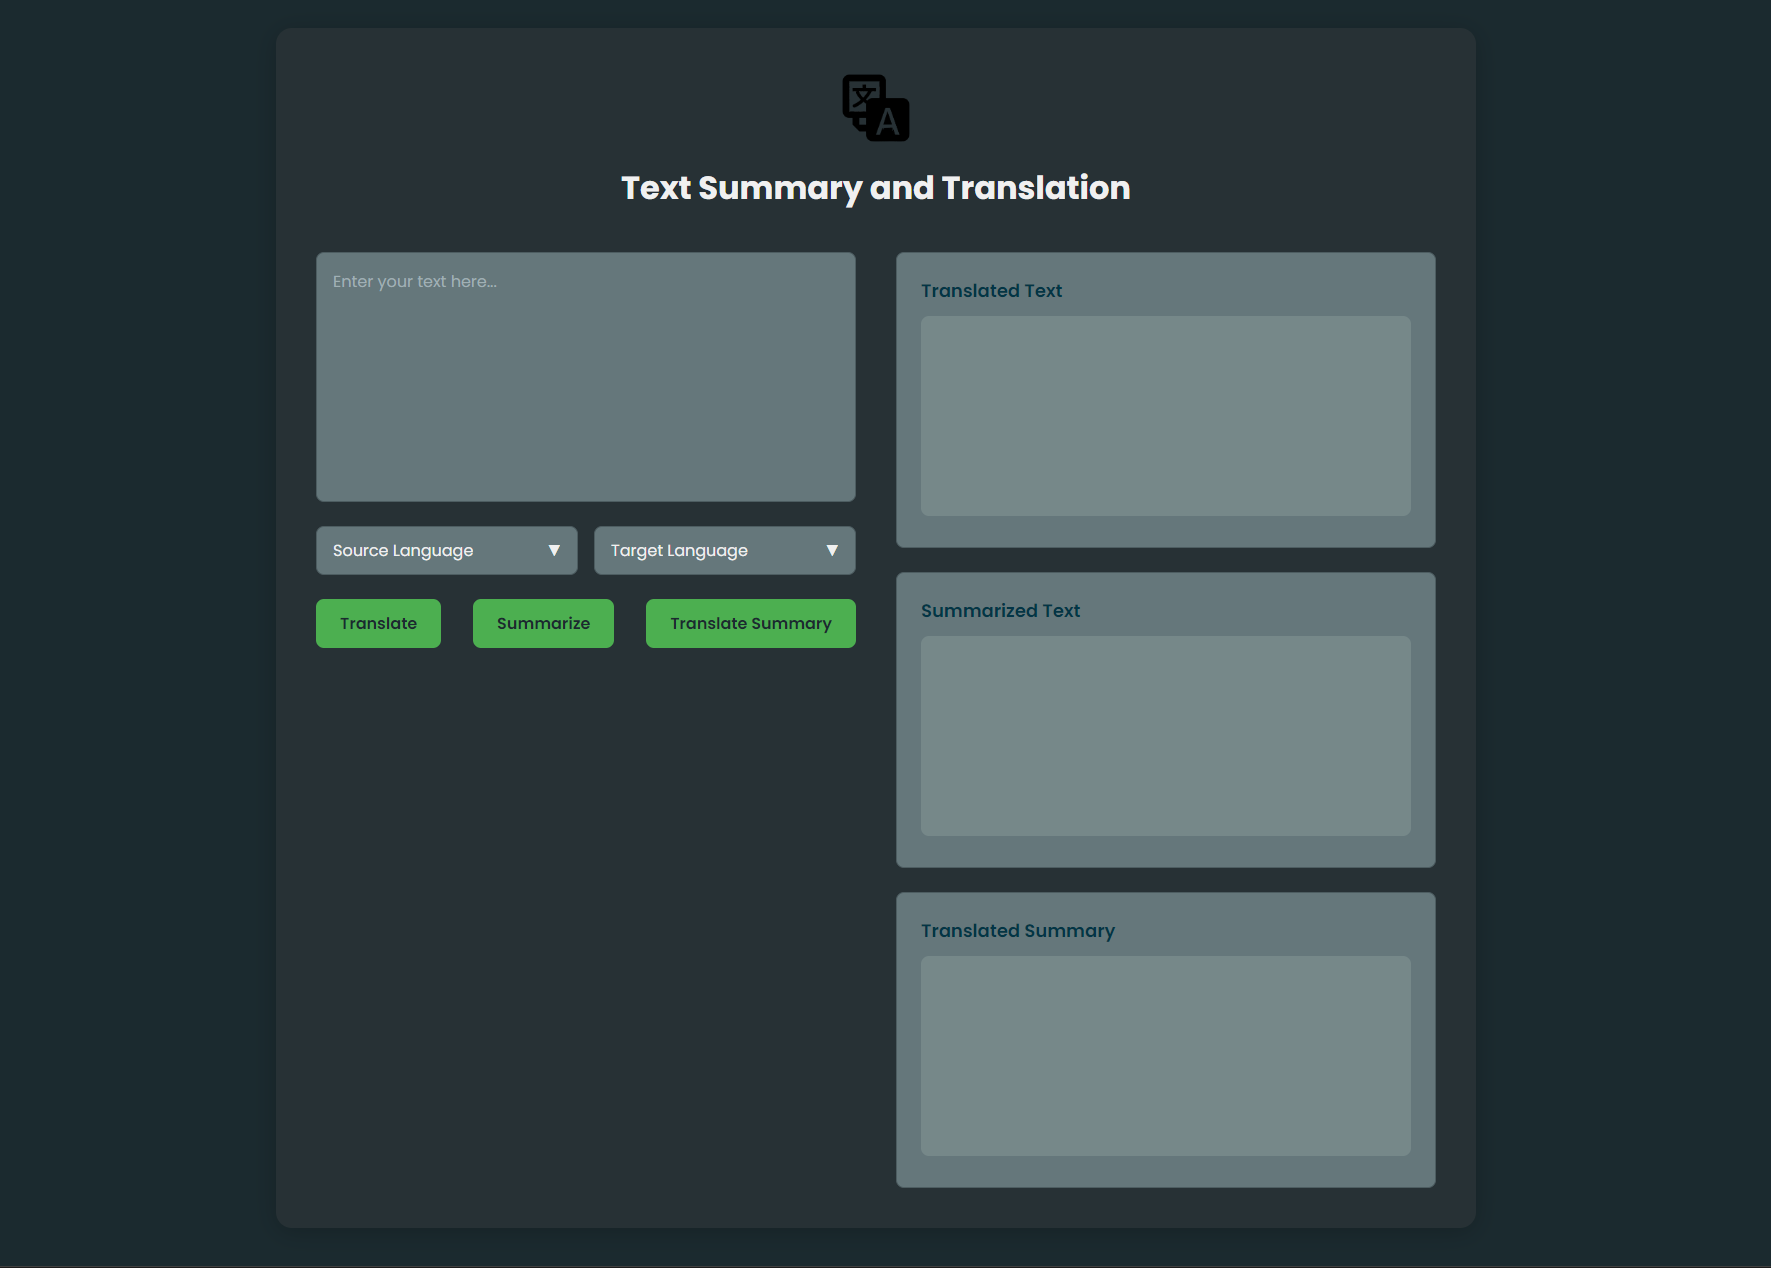 文
A
Text Summary and Translation
Enter your text here...
Source Language ▼
Target Language ▼
Translate
Summarize
Translate Summary
Translated Text
Summarized Text
Translated Summary